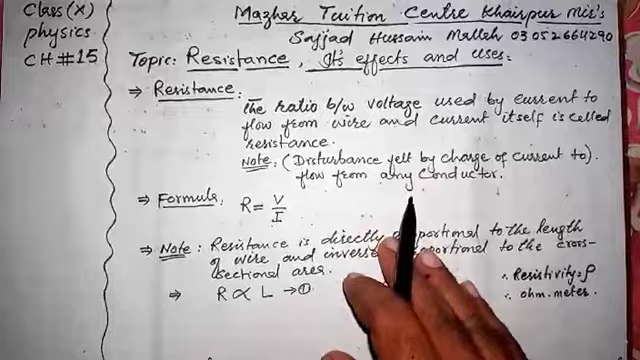 Class (X)
physics
CH # 15
Mazhar Tuition Centre Khairpur Mir's
Sajjad Hussain Mallah 03052664290
Topic: Resistance, It's effects and uses.
⇒ Resistance:
The ratio b/w voltage used by current to
flow from wire and current itself is called
resistance.
Note: (Disturbance felt by charge of current to)
flow from any Conductor.
⇒ Formula: R = V/I
⇒ Note: Resistance is directly proportional to the length
of wire and proportional to the cross-
sectional area.
⇒ R ∝ L → ①
∴ Resistivity = ρ
∴ ohm.meter.